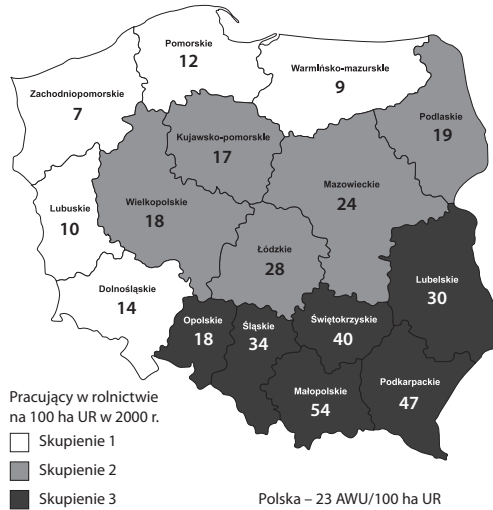 Pomorskie
12
Warmińsko-mazurskie
9
Zachodniopomorskie
7
Podlaskie
19
Kujawsko-pomorskie
17
Mazowieckie
24
Wielkopolskie
18
Lubuskie
10
Łódzkie
28
Lubelskie
30
Dolnośląskie
14
Opolskie
18
Śląskie
34
Świętokrzyskie
40
Małopolskie
54
Podkarpackie
47
Pracujący w rolnictwie
na 100 ha UR w 2000 r.
Skupienie 1
Skupienie 2
Skupienie 3
Polska – 23 AWU/100 ha UR